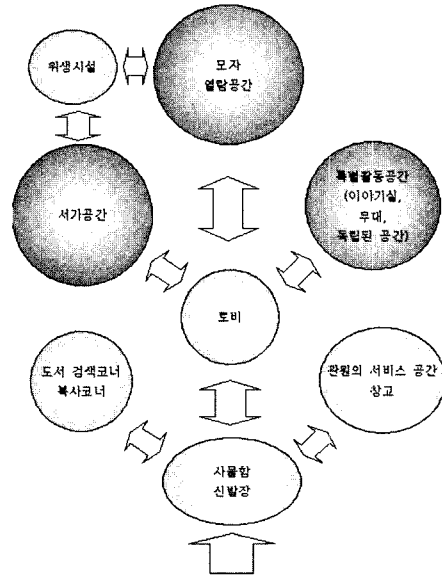 위생시설
모자
열람공간
서가공간
특별활동공간
(이야기실,
무대,
독립된 공간)
토비
도서 검색코너
복사코너
관원의 서비스 공간
창고
사물함
신발장